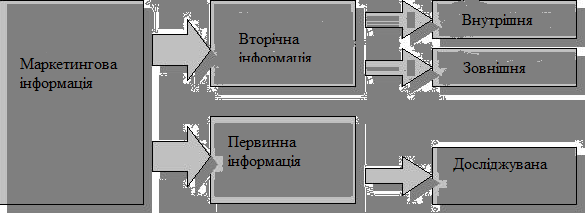 Маркетингова
інформація
Вторічна
інформація
Внутрішня
Зовнішня
Первинна
інформація
Досліджувана